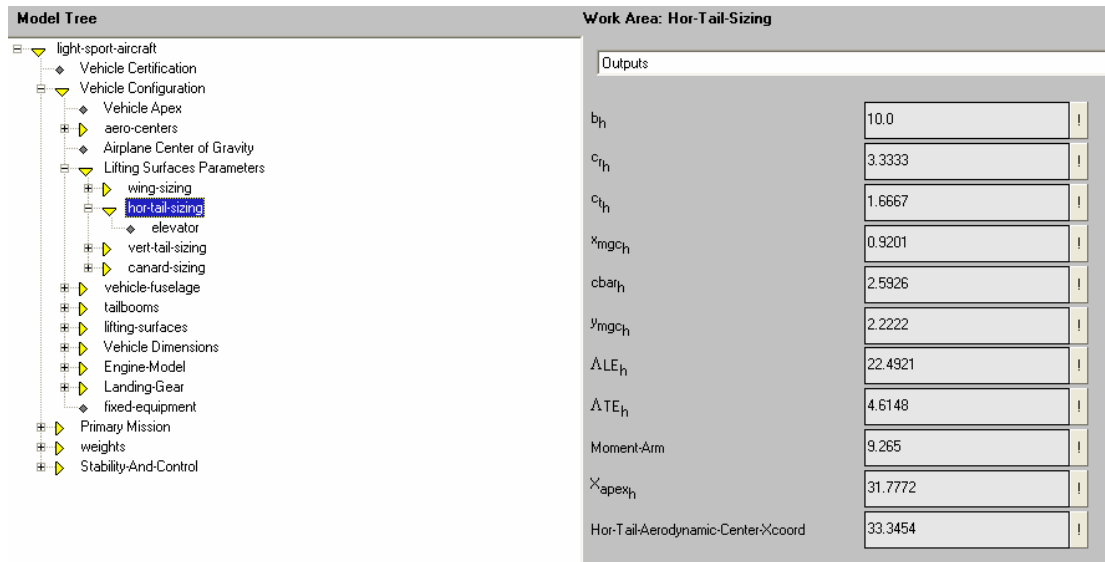 Model Tree
light-sport-aircraft
Vehicle Certification
Vehicle Configuration
Vehicle Apex
aero-centers
Airplane Center of Gravity
Lifting Surfaces Parameters
wing-sizing
hor-tail-sizing
elevator
vert-tail-sizing
canard-sizing
vehicle-fuselage
tailbooms
lifting-surfaces
Vehicle Dimensions
Engine-Model
Landing-Gear
fixed-equipment
Primary Mission
weights
Stability-And-Control
Work Area: Hor-Tail-Sizing
Outputs
bh 10.0 !
crh 3.3333 !
cth 1.6667 !
xmgch 0.9201 !
cbarh 2.5926 !
ymgch 2.2222 !
ΛLEh 22.4921 !
ΛTEh 4.6148 !
Moment-Arm 9.265 !
Xapexh 31.7772 !
Hor-Tail-Aerodynamic-Center-Xcoord 33.3454 !